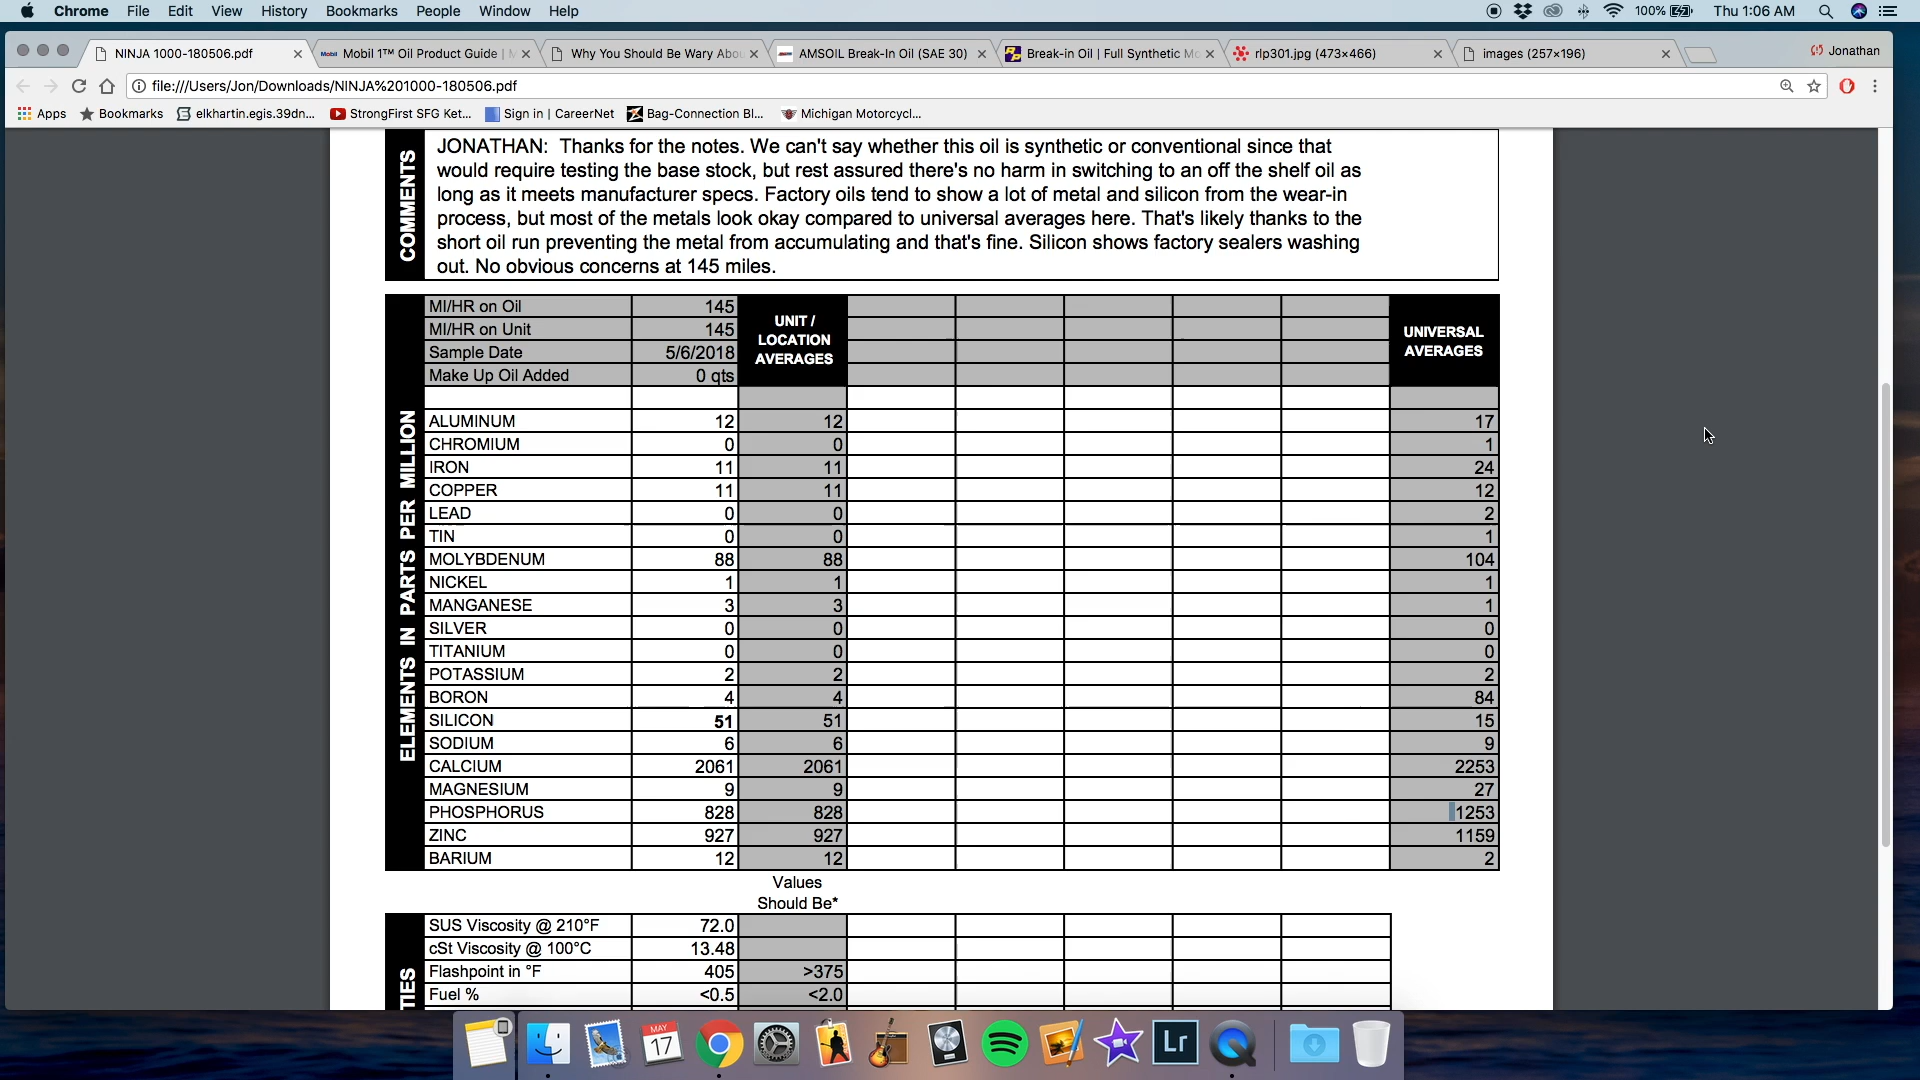 Chrome File Edit View History Bookmarks People Window Help 100% Thu 1:06 AM
NINJA 1000-180506.pdf Mobil 1™ Oil Product Guide | M Why You Should Be Wary Abou AMSOIL Break-In Oil (SAE 30) Break-in Oil | Full Synthetic Mo rlp301.jpg (473×466) images (257×196) Jonathan
file:///Users/Jon/Downloads/NINJA%201000-180506.pdf
Apps Bookmarks elkhartin.egis.39dn... StrongFirst SFG Ket... Sign in | CareerNet Bag-Connection Bl... Michigan Motorcycl...
COMMENTS
JONATHAN: Thanks for the notes. We can't say whether this oil is synthetic or conventional since that
would require testing the base stock, but rest assured there's no harm in switching to an off the shelf oil as
long as it meets manufacturer specs. Factory oils tend to show a lot of metal and silicon from the wear-in
process, but most of the metals look okay compared to universal averages here. That's likely thanks to the
short oil run preventing the metal from accumulating and that's fine. Silicon shows factory sealers washing
out. No obvious concerns at 145 miles.
MI/HR on Oil 145
MI/HR on Unit 145
Sample Date 5/6/2018
Make Up Oil Added 0 qts
UNIT /
LOCATION
AVERAGES
UNIVERSAL
AVERAGES
ELEMENTS IN PARTS PER MILLION
ALUMINUM 12 12 17
CHROMIUM 0 0 1
IRON 11 11 24
COPPER 11 11 12
LEAD 0 0 2
TIN 0 0 1
MOLYBDENUM 88 88 104
NICKEL 1 1 1
MANGANESE 3 3 1
SILVER 0 0 0
TITANIUM 0 0 0
POTASSIUM 2 2 2
BORON 4 4 84
SILICON 51 51 15
SODIUM 6 6 9
CALCIUM 2061 2061 2253
MAGNESIUM 9 9 27
PHOSPHORUS 828 828 1253
ZINC 927 927 1159
BARIUM 12 12 2
Values
Should Be*
TIES
SUS Viscosity @ 210°F 72.0
cSt Viscosity @ 100°C 13.48
Flashpoint in °F 405 >375
Fuel % <0.5 <2.0
MAY
17
Lr